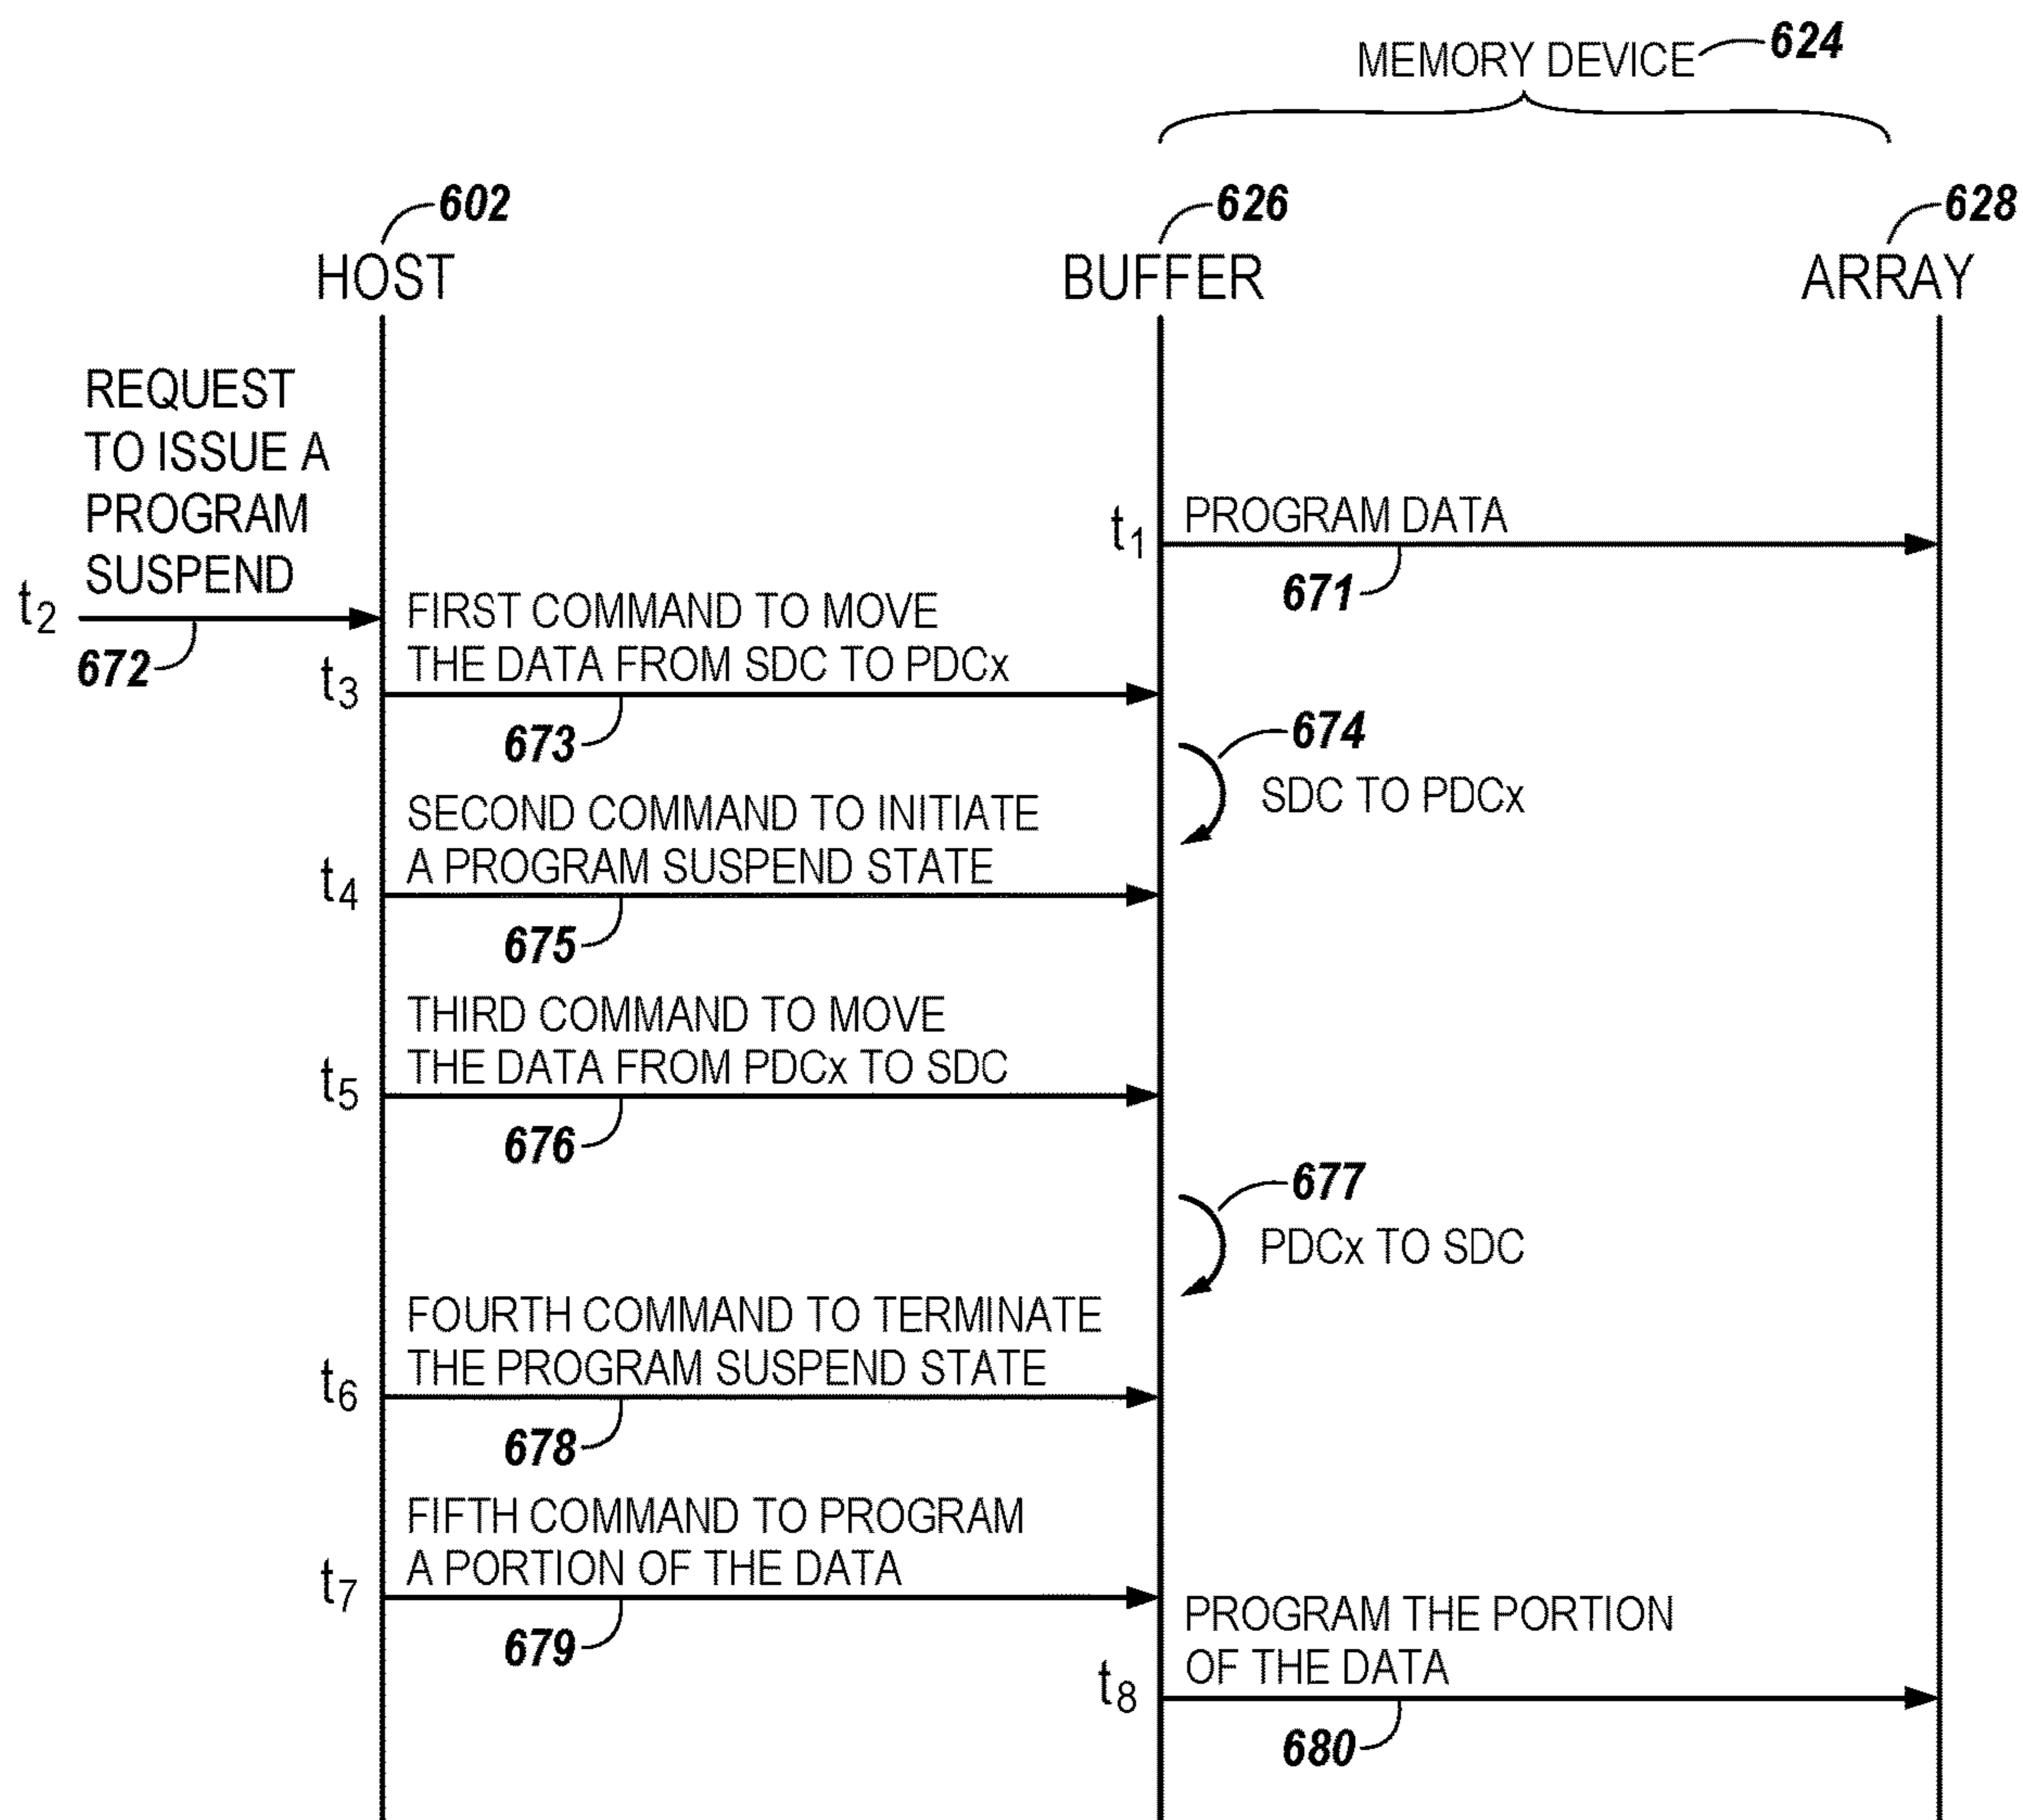 MEMORY DEVICE 624
602
626
628
HOST
BUFFER
ARRAY
REQUEST
TO ISSUE A
PROGRAM
SUSPEND
t2
672
t1
PROGRAM DATA
671
FIRST COMMAND TO MOVE
THE DATA FROM SDC TO PDCx
t3
673
674
SDC TO PDCx
SECOND COMMAND TO INITIATE
A PROGRAM SUSPEND STATE
t4
675
THIRD COMMAND TO MOVE
THE DATA FROM PDCx TO SDC
t5
676
677
PDCx TO SDC
FOURTH COMMAND TO TERMINATE
THE PROGRAM SUSPEND STATE
t6
678
FIFTH COMMAND TO PROGRAM
A PORTION OF THE DATA
t7
679
PROGRAM THE PORTION
OF THE DATA
t8
680